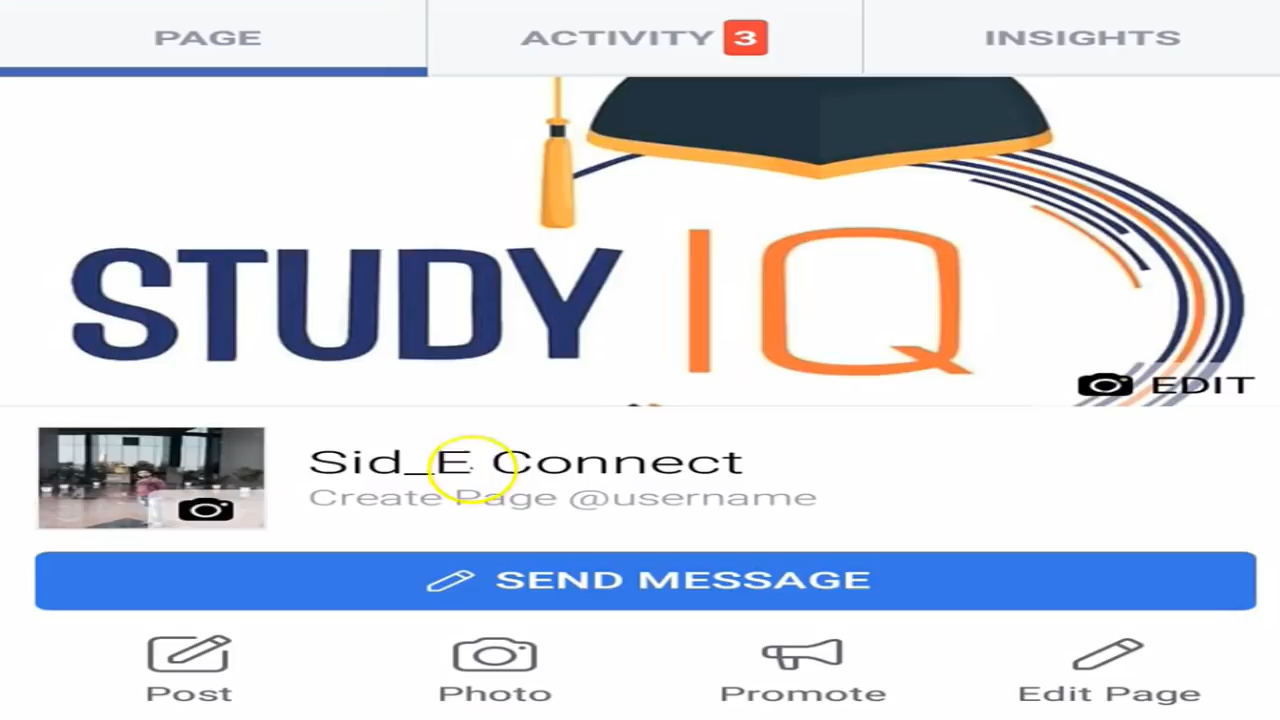 PAGE
ACTIVITY 3
INSIGHTS
STUDY IQ
EDIT
Sid_E Connect
Create Page @username
SEND MESSAGE
Post
Photo
Promote
Edit Page